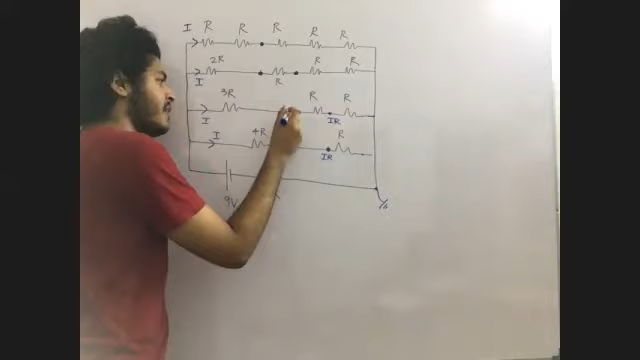 I R R R R R
2R R R
I R
3R R R
I IR
I 4R R
IR
9V